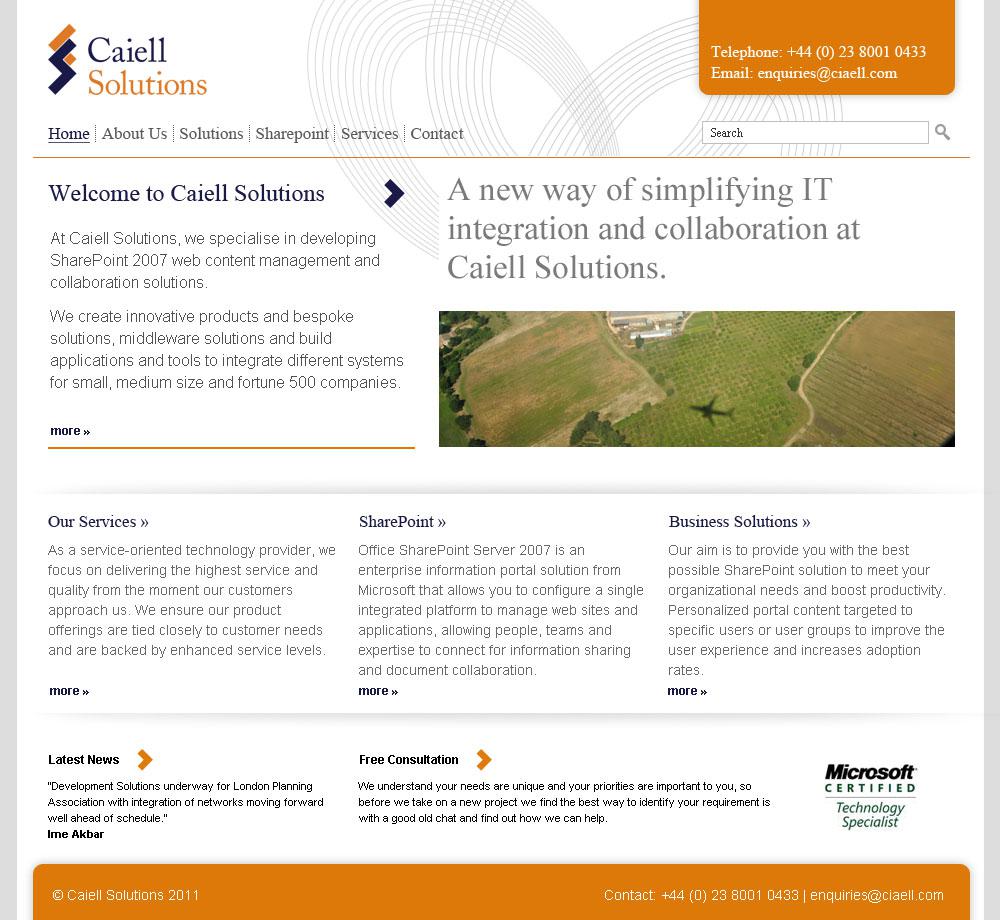 Caiell
Solutions
Telephone: +44 (0) 23 8001 0433
Email: enquiries@ciaell.com
Home About Us Solutions Sharepoint Services Contact
Search
Welcome to Caiell Solutions
At Caiell Solutions, we specialise in developing
SharePoint 2007 web content management and
collaboration solutions.
We create innovative products and bespoke
solutions, middleware solutions and build
applications and tools to integrate different systems
for small, medium size and fortune 500 companies.
more »
A new way of simplifying IT
integration and collaboration at
Caiell Solutions.
Our Services »
As a service-oriented technology provider, we
focus on delivering the highest service and
quality from the moment our customers
approach us. We ensure our product
offerings are tied closely to customer needs
and are backed by enhanced service levels.
more »
SharePoint »
Office SharePoint Server 2007 is an
enterprise information portal solution from
Microsoft that allows you to configure a single
integrated platform to manage web sites and
applications, allowing people, teams and
expertise to connect for information sharing
and document collaboration.
more »
Business Solutions »
Our aim is to provide you with the best
possible SharePoint solution to meet your
organizational needs and boost productivity.
Personalized portal content targeted to
specific users or user groups to improve the
user experience and increases adoption
rates.
more »
Latest News
"Development Solutions underway for London Planning
Association with integration of networks moving forward
well ahead of schedule."
Ime Akbar
Free Consultation
We understand your needs are unique and your priorities are important to you, so
before we take on a new project we find the best way to identify your requirement is
with a good old chat and find out how we can help.
Microsoft
CERTIFIED
Technology
Specialist
© Caiell Solutions 2011
Contact: +44 (0) 23 8001 0433 | enquiries@ciaell.com